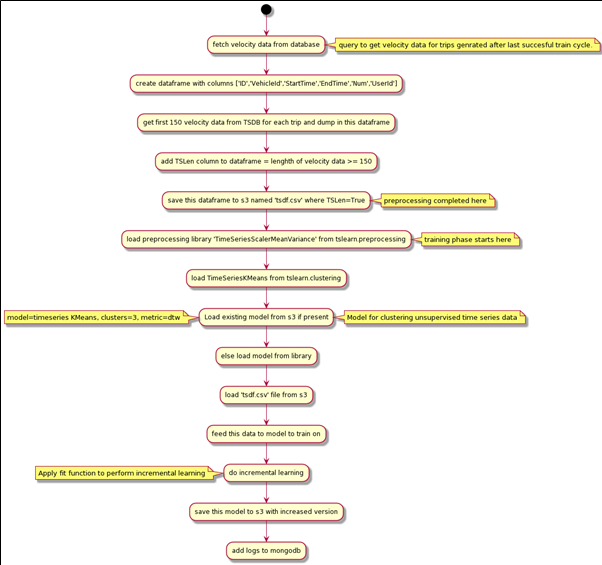 fetch velocity data from database
query to get velocity data for trips genrated after last succesful train cycle.
create dataframe with columns ['ID','VehicleId','StartTime','EndTime','Num','UserId']
get first 150 velocity data from TSDB for each trip and dump in this dataframe
add TSLen column to dataframe = lenghth of velocity data >= 150
save this dataframe to s3 named 'tsdf.csv' where TSLen=True
preprocessing completed here
load preprocessing library 'TimeSeriesScalerMeanVariance' from tslearn.preprocessing
training phase starts here
load TimeSeriesKMeans from tslearn.clustering
model=timeseries KMeans, clusters=3, metric=dtw
Load existing model from s3 if present
Model for clustering unsupervised time series data
else load model from library
load 'tsdf.csv' file from s3
feed this data to model to train on
Apply fit function to perform incremental learning
do incremental learning
save this model to s3 with increased version
add logs to mongodb